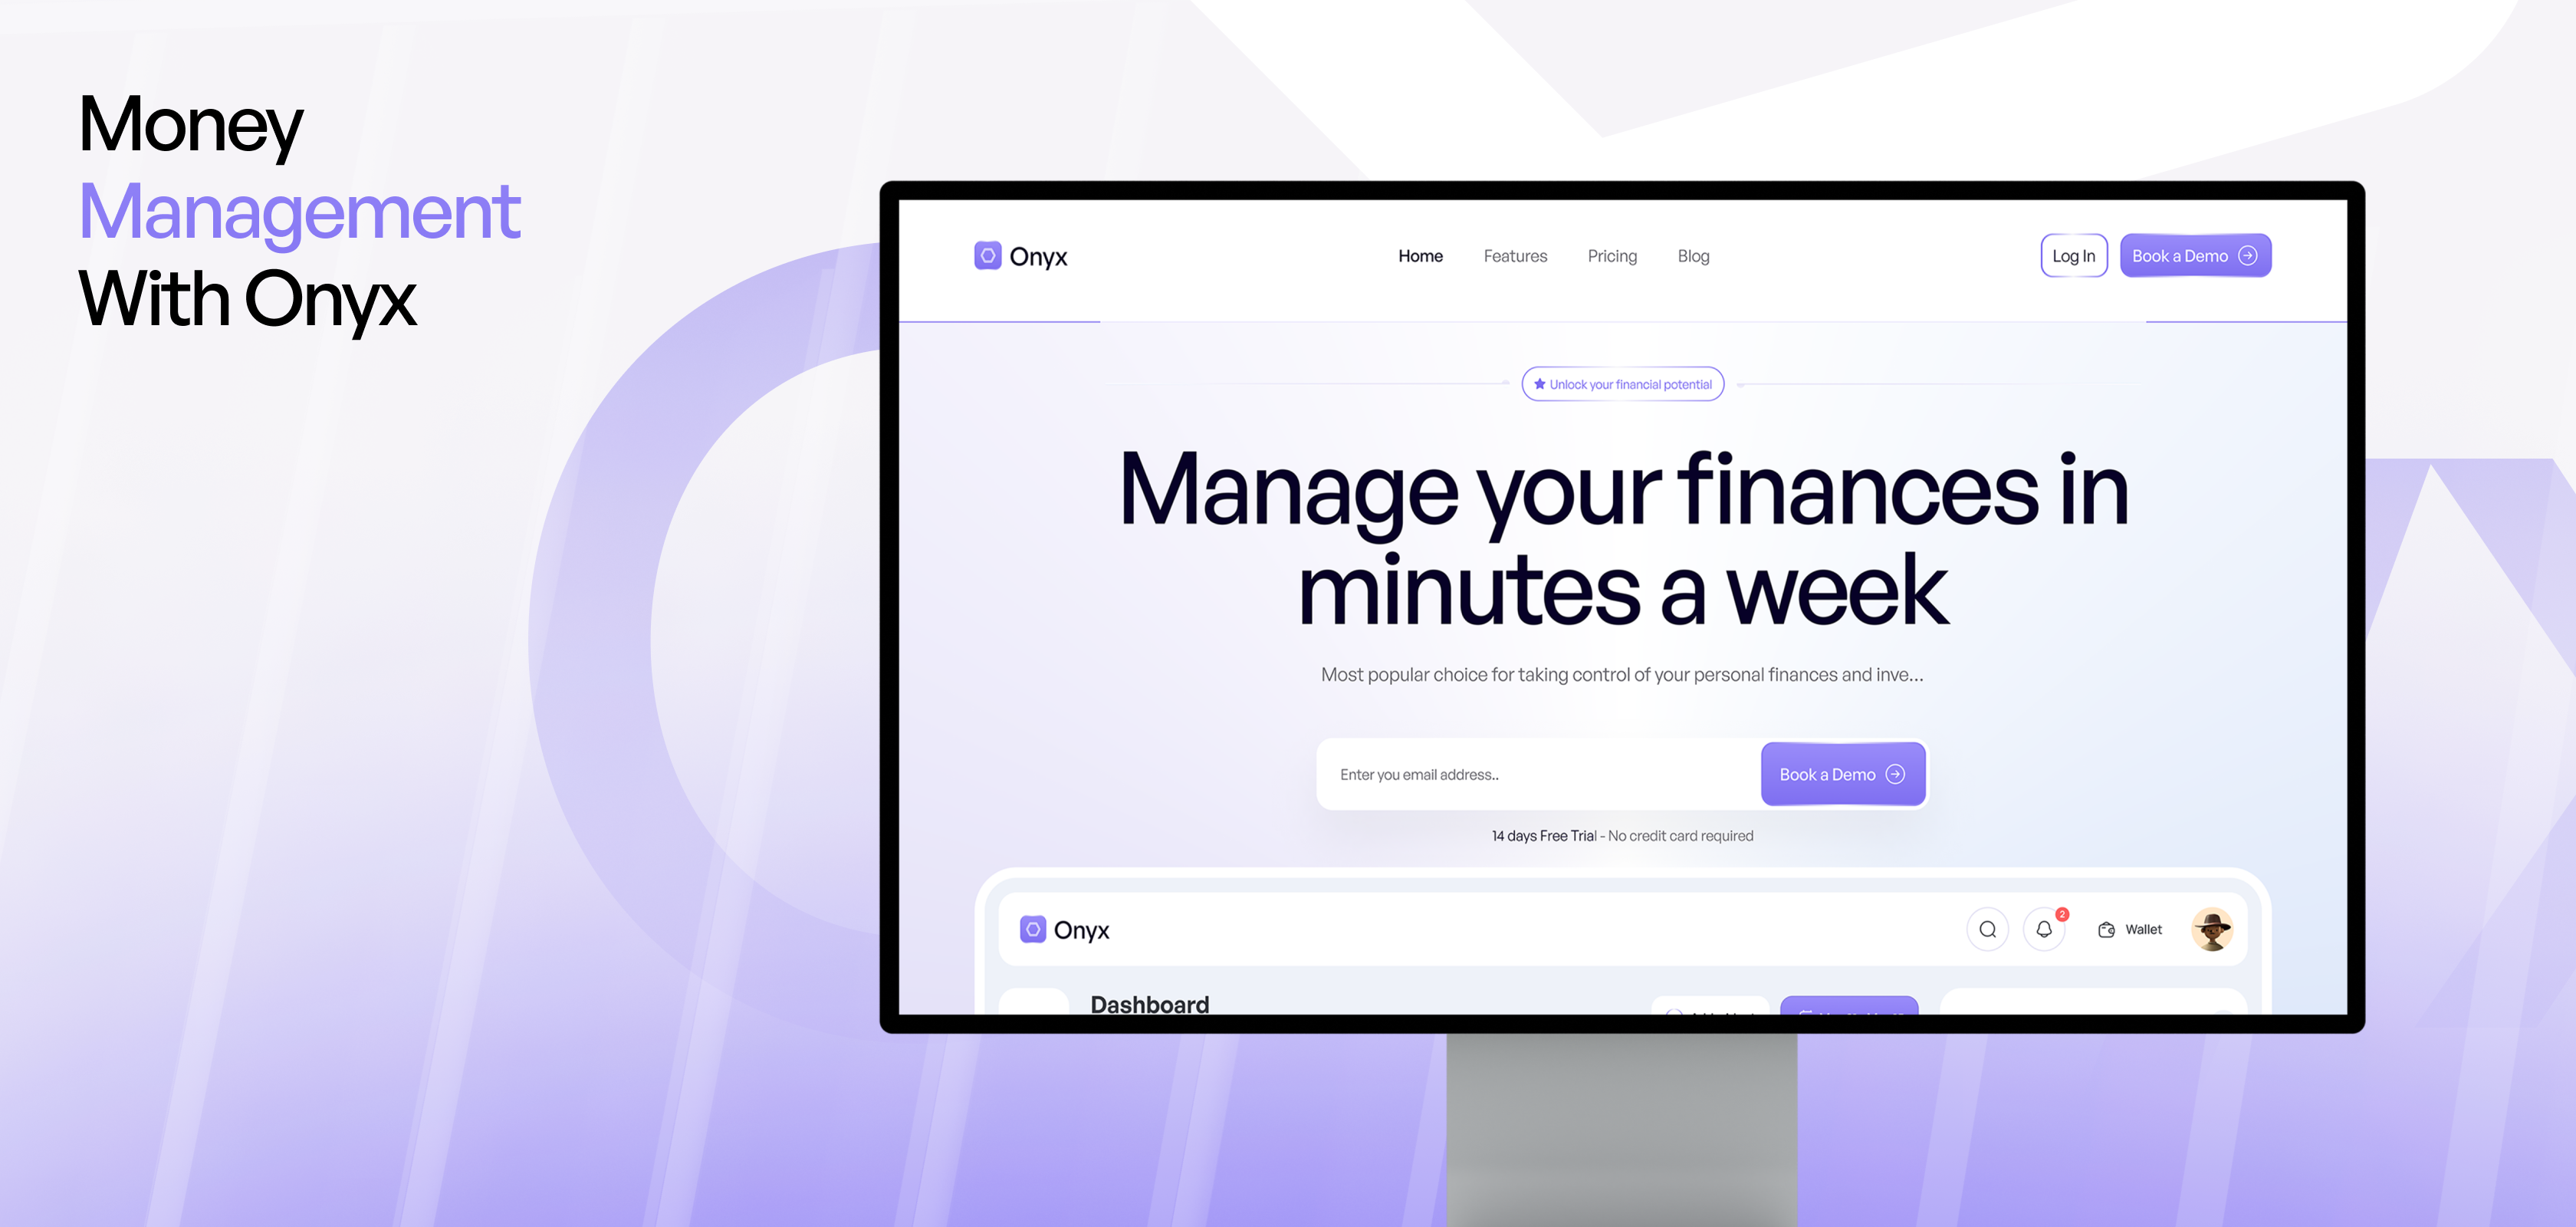 Money
Management
With Onyx
Onyx
Home Features Pricing Blog
Log In
Book a Demo
Unlock your financial potential
Manage your finances in
minutes a week
Most popular choice for taking control of your personal finances and inve...
Enter you email address..
Book a Demo
14 days Free Trial - No credit card required
Onyx
2
Wallet
Dashboard